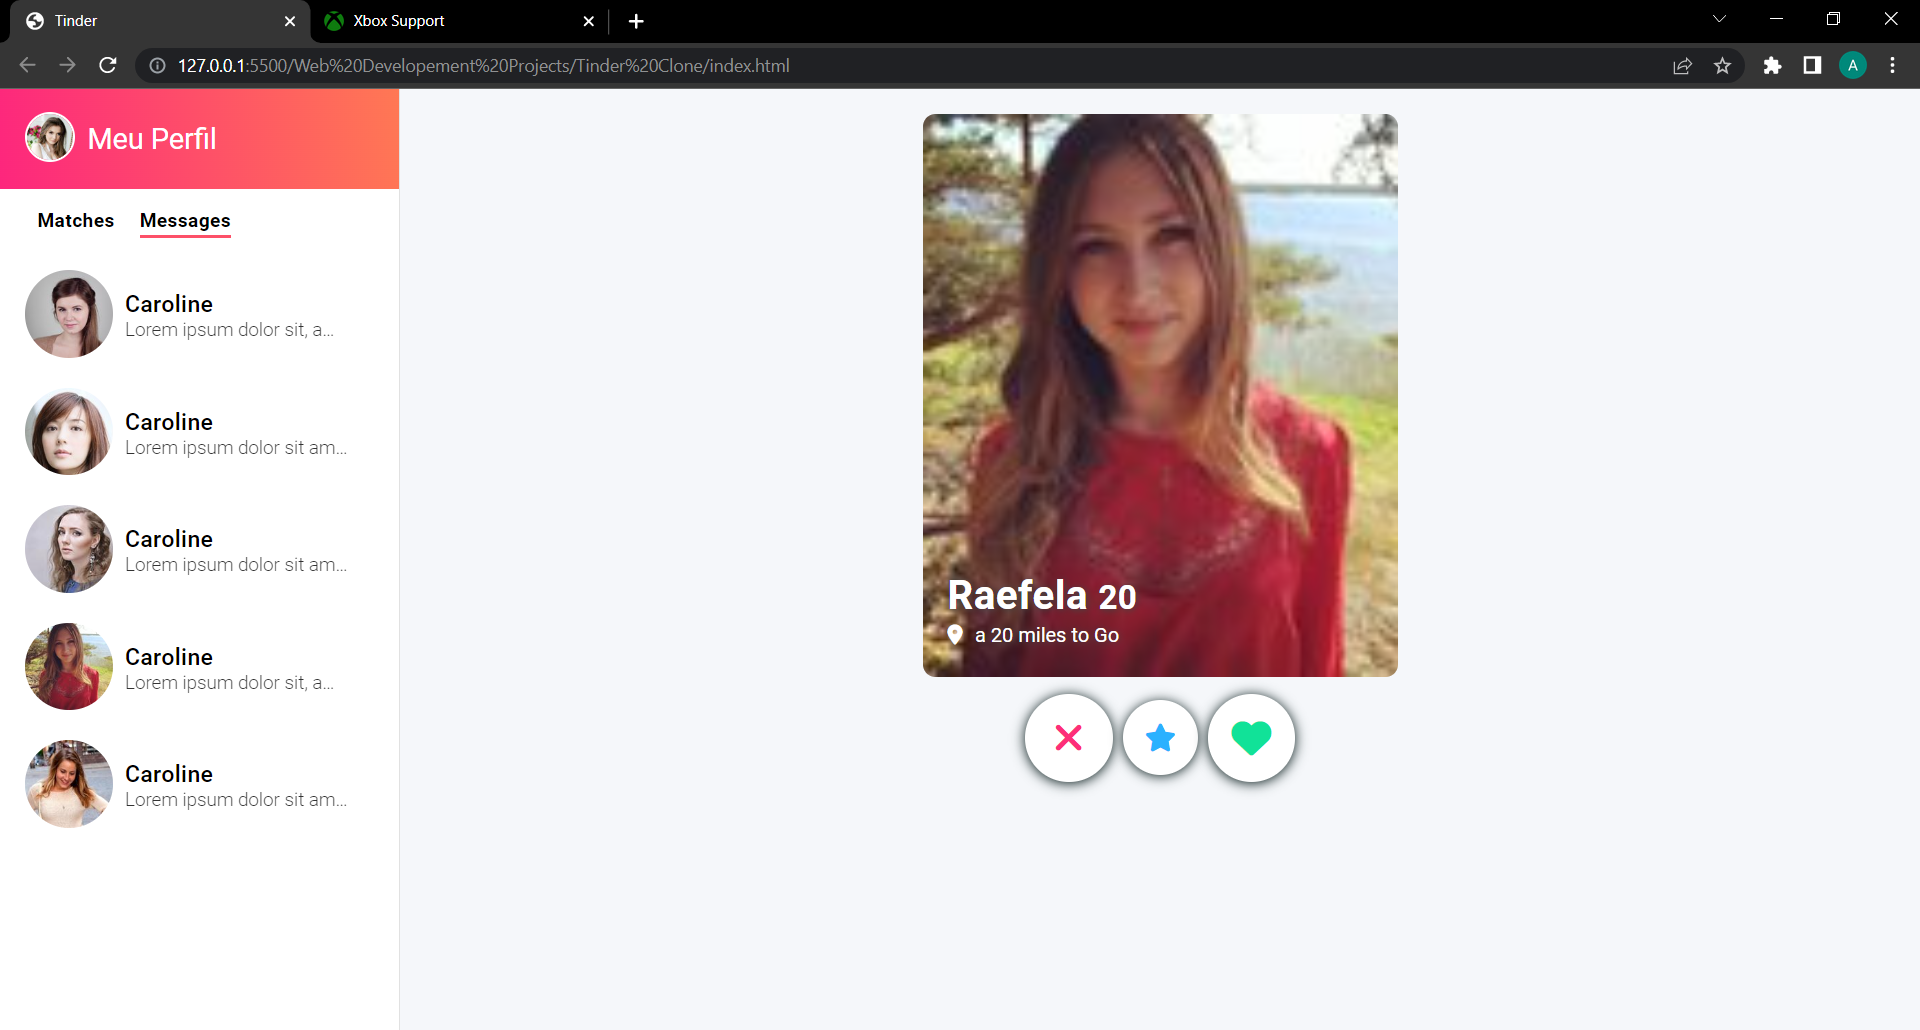 Tinder
Xbox Support
127.0.0.1:5500/Web%20Developement%20Projects/Tinder%20Clone/index.html
A
Meu Perfil
Matches Messages
Caroline
Lorem ipsum dolor sit, a...
Caroline
Lorem ipsum dolor sit am...
Caroline
Lorem ipsum dolor sit am...
Caroline
Lorem ipsum dolor sit, a...
Caroline
Lorem ipsum dolor sit am...
Raefela 20
a 20 miles to Go